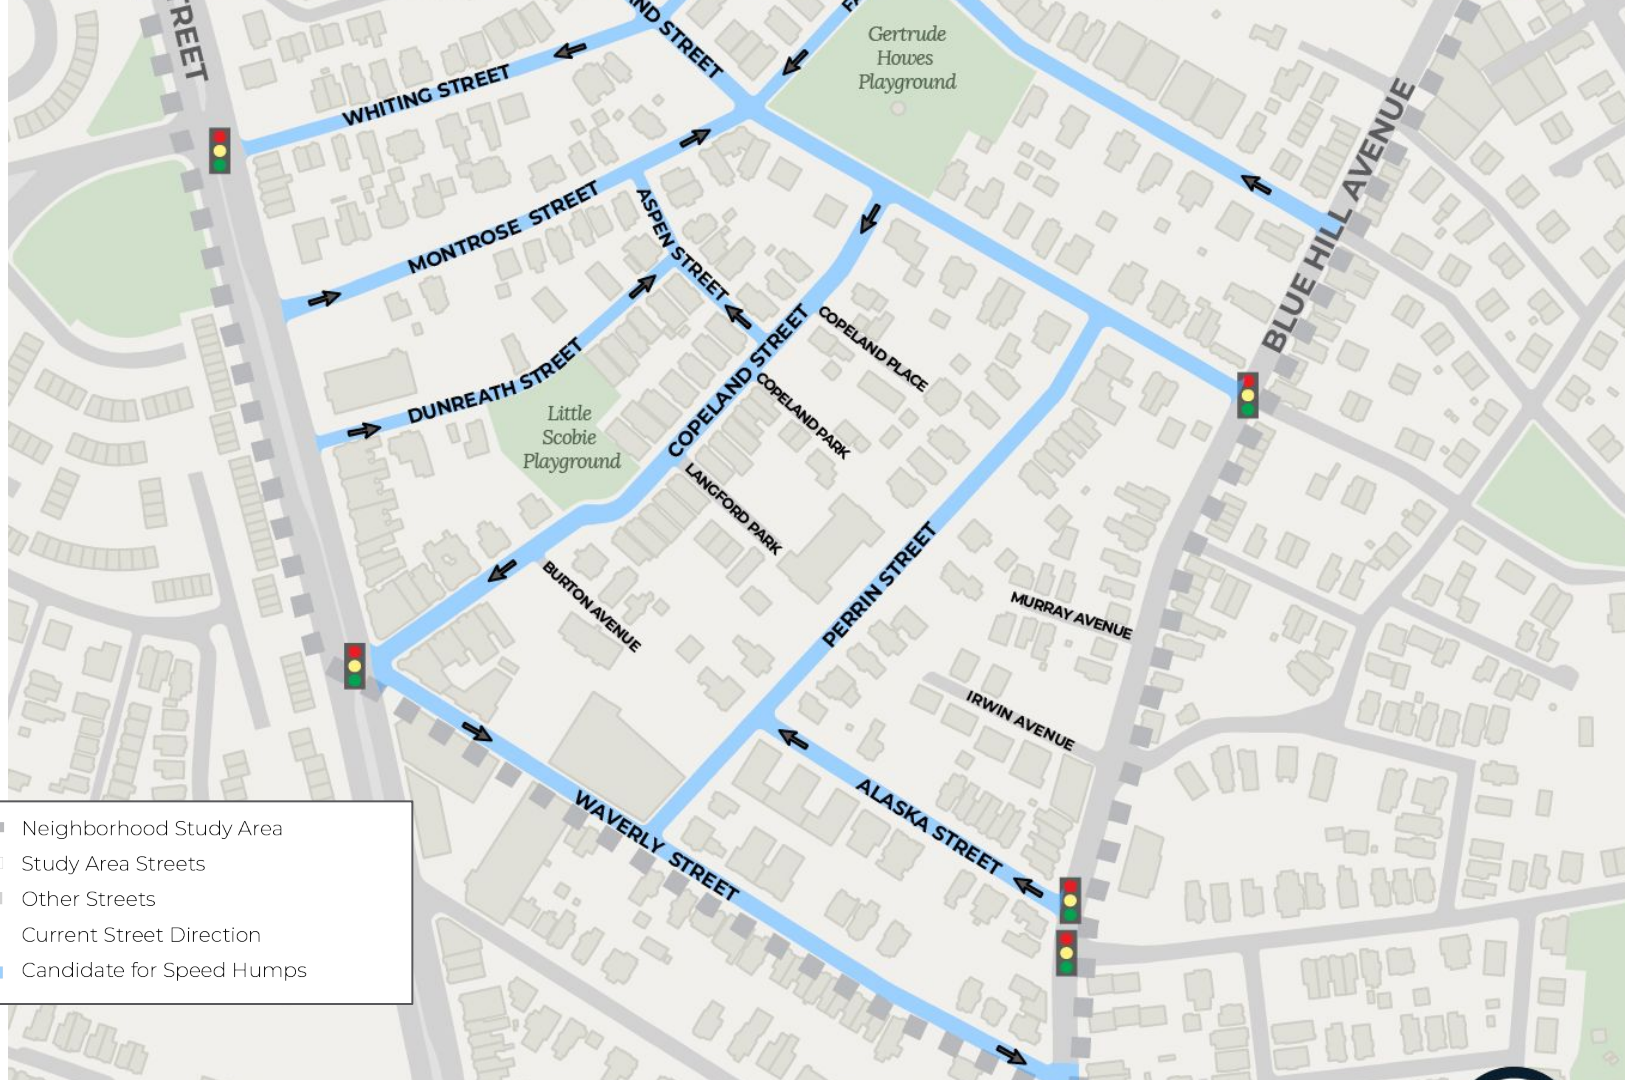 REET
ND STREET
FA
Gertrude
Howes
Playground
WHITING STREET
BLUE HILL AVENUE
MONTROSE STREET
ASPEN STREET
COPELAND PLACE
DUNREATH STREET
COPELAND STREET
COPELAND PARK
Little
Scobie
Playground
LANGFORD PARK
PERRIN STREET
BURTON AVENUE
MURRAY AVENUE
IRWIN AVENUE
ALASKA STREET
WAVERLY STREET
Neighborhood Study Area
Study Area Streets
Other Streets
Current Street Direction
Candidate for Speed Humps